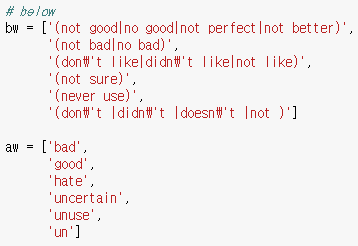 # below
bw = ['(not good|no good|not perfect|not better)',
'(not bad|no bad)',
'(don₩'t like|didn₩'t like|not like)',
'(not sure)',
'(never use)',
'(don₩'t |didn₩'t |doesn₩'t |not )']
aw = ['bad',
'good',
'hate',
'uncertain',
'unuse',
'un']